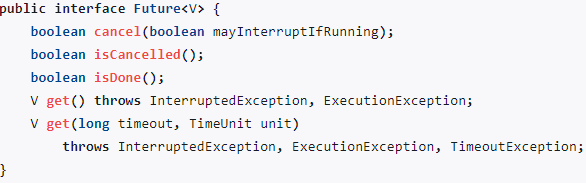 public interface Future<V> {
    boolean cancel(boolean mayInterruptIfRunning);
    boolean isCancelled();
    boolean isDone();
    V get() throws InterruptedException, ExecutionException;
    V get(long timeout, TimeUnit unit)
        throws InterruptedException, ExecutionException, TimeoutException;
}